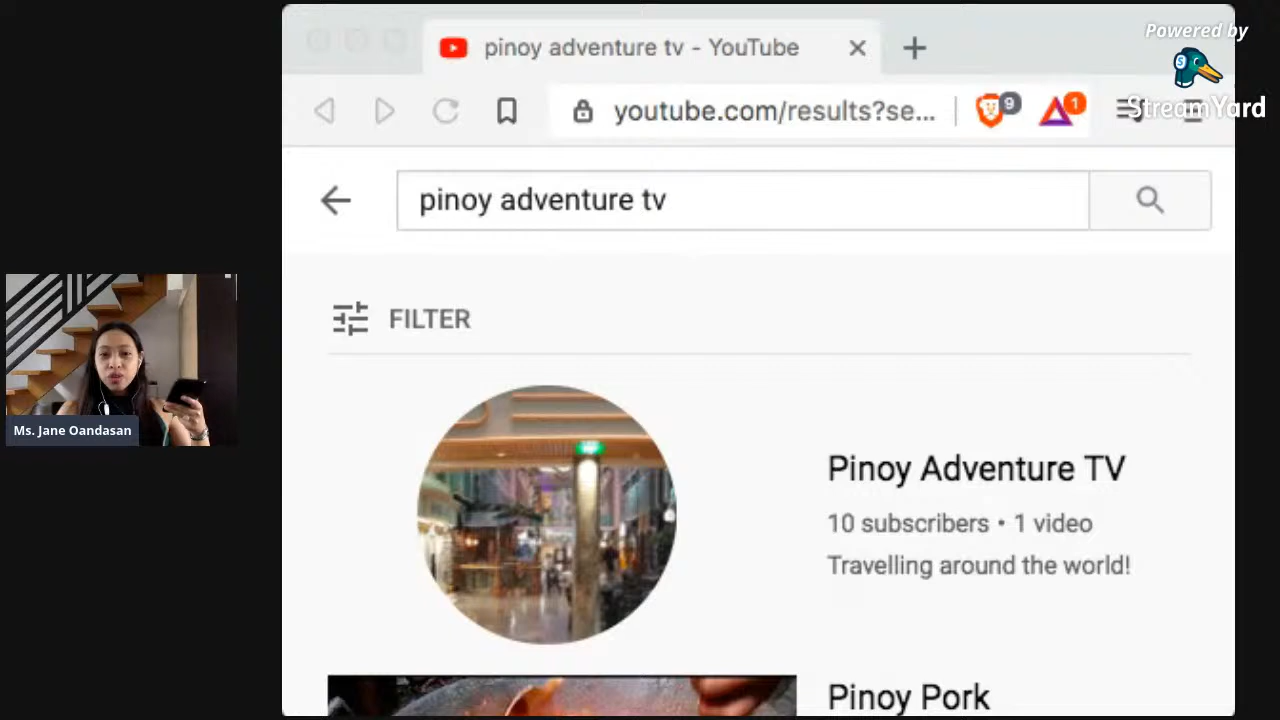 Powered by
StreamYard
pinoy adventure tv - YouTube
youtube.com/results?se...
9
1
pinoy adventure tv
FILTER
Pinoy Adventure TV
10 subscribers • 1 video
Travelling around the world!
Pinoy Pork
Ms. Jane Oandasan